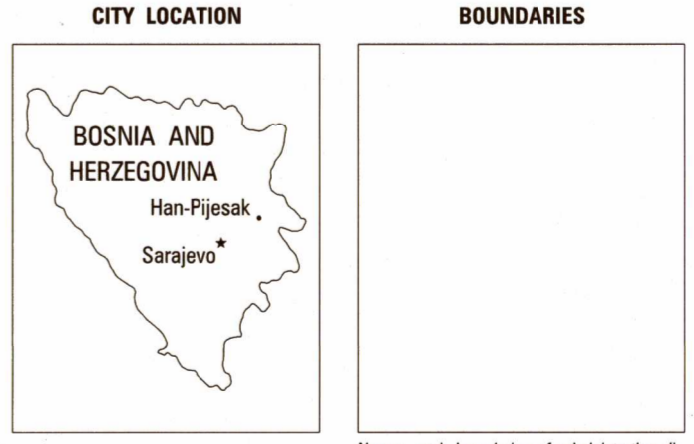 CITY LOCATION
BOUNDARIES
BOSNIA AND
HERZEGOVINA
Han-Pijesak
Sarajevo